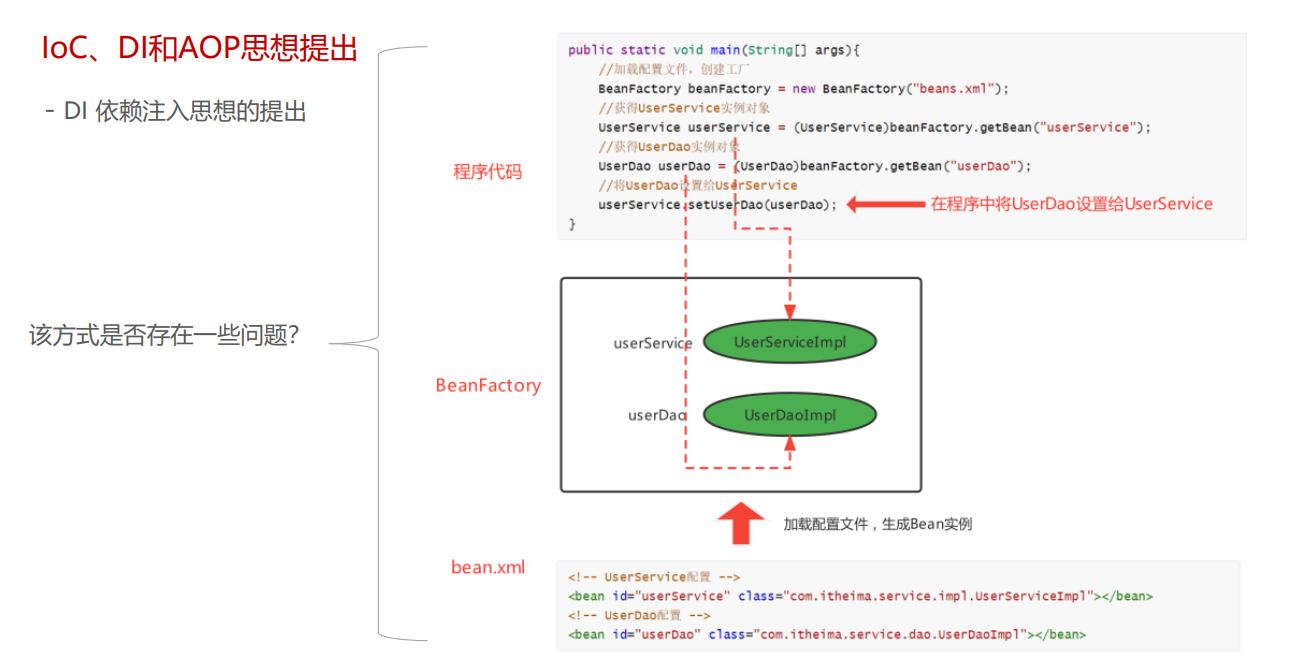 IoC、DI和AOP思想提出
- DI 依赖注入思想的提出
该方式是否存在一些问题?
程序代码
public static void main(String[] args){
//加载配置文件，创建工厂
BeanFactory beanFactory = new BeanFactory("beans.xml");
//获得UserService实例对象
UserService userService = (UserService)beanFactory.getBean("userService");
//获得UserDao实例对象
UserDao userDao = (UserDao)beanFactory.getBean("userDao");
//将UserDao设置给UserService
userService.setUserDao(userDao);
}
在程序中将UserDao设置给UserService
BeanFactory
userService
UserServiceImpl
userDao
UserDaoImpl
加载配置文件，生成Bean实例
bean.xml
<!-- UserService配置 -->
<bean id="userService" class="com.itheima.service.impl.UserServiceImpl"></bean>
<!-- UserDao配置 -->
<bean id="userDao" class="com.itheima.service.dao.UserDaoImpl"></bean>